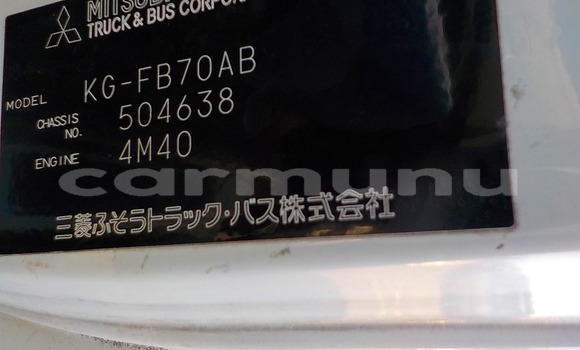 TRUCK & BUS CORPOR
MODEL KG-FB70AB
CHASSIS NO. 504638
ENGINE 4M40
carmunu
三菱ふそうトラック・バス株式会社